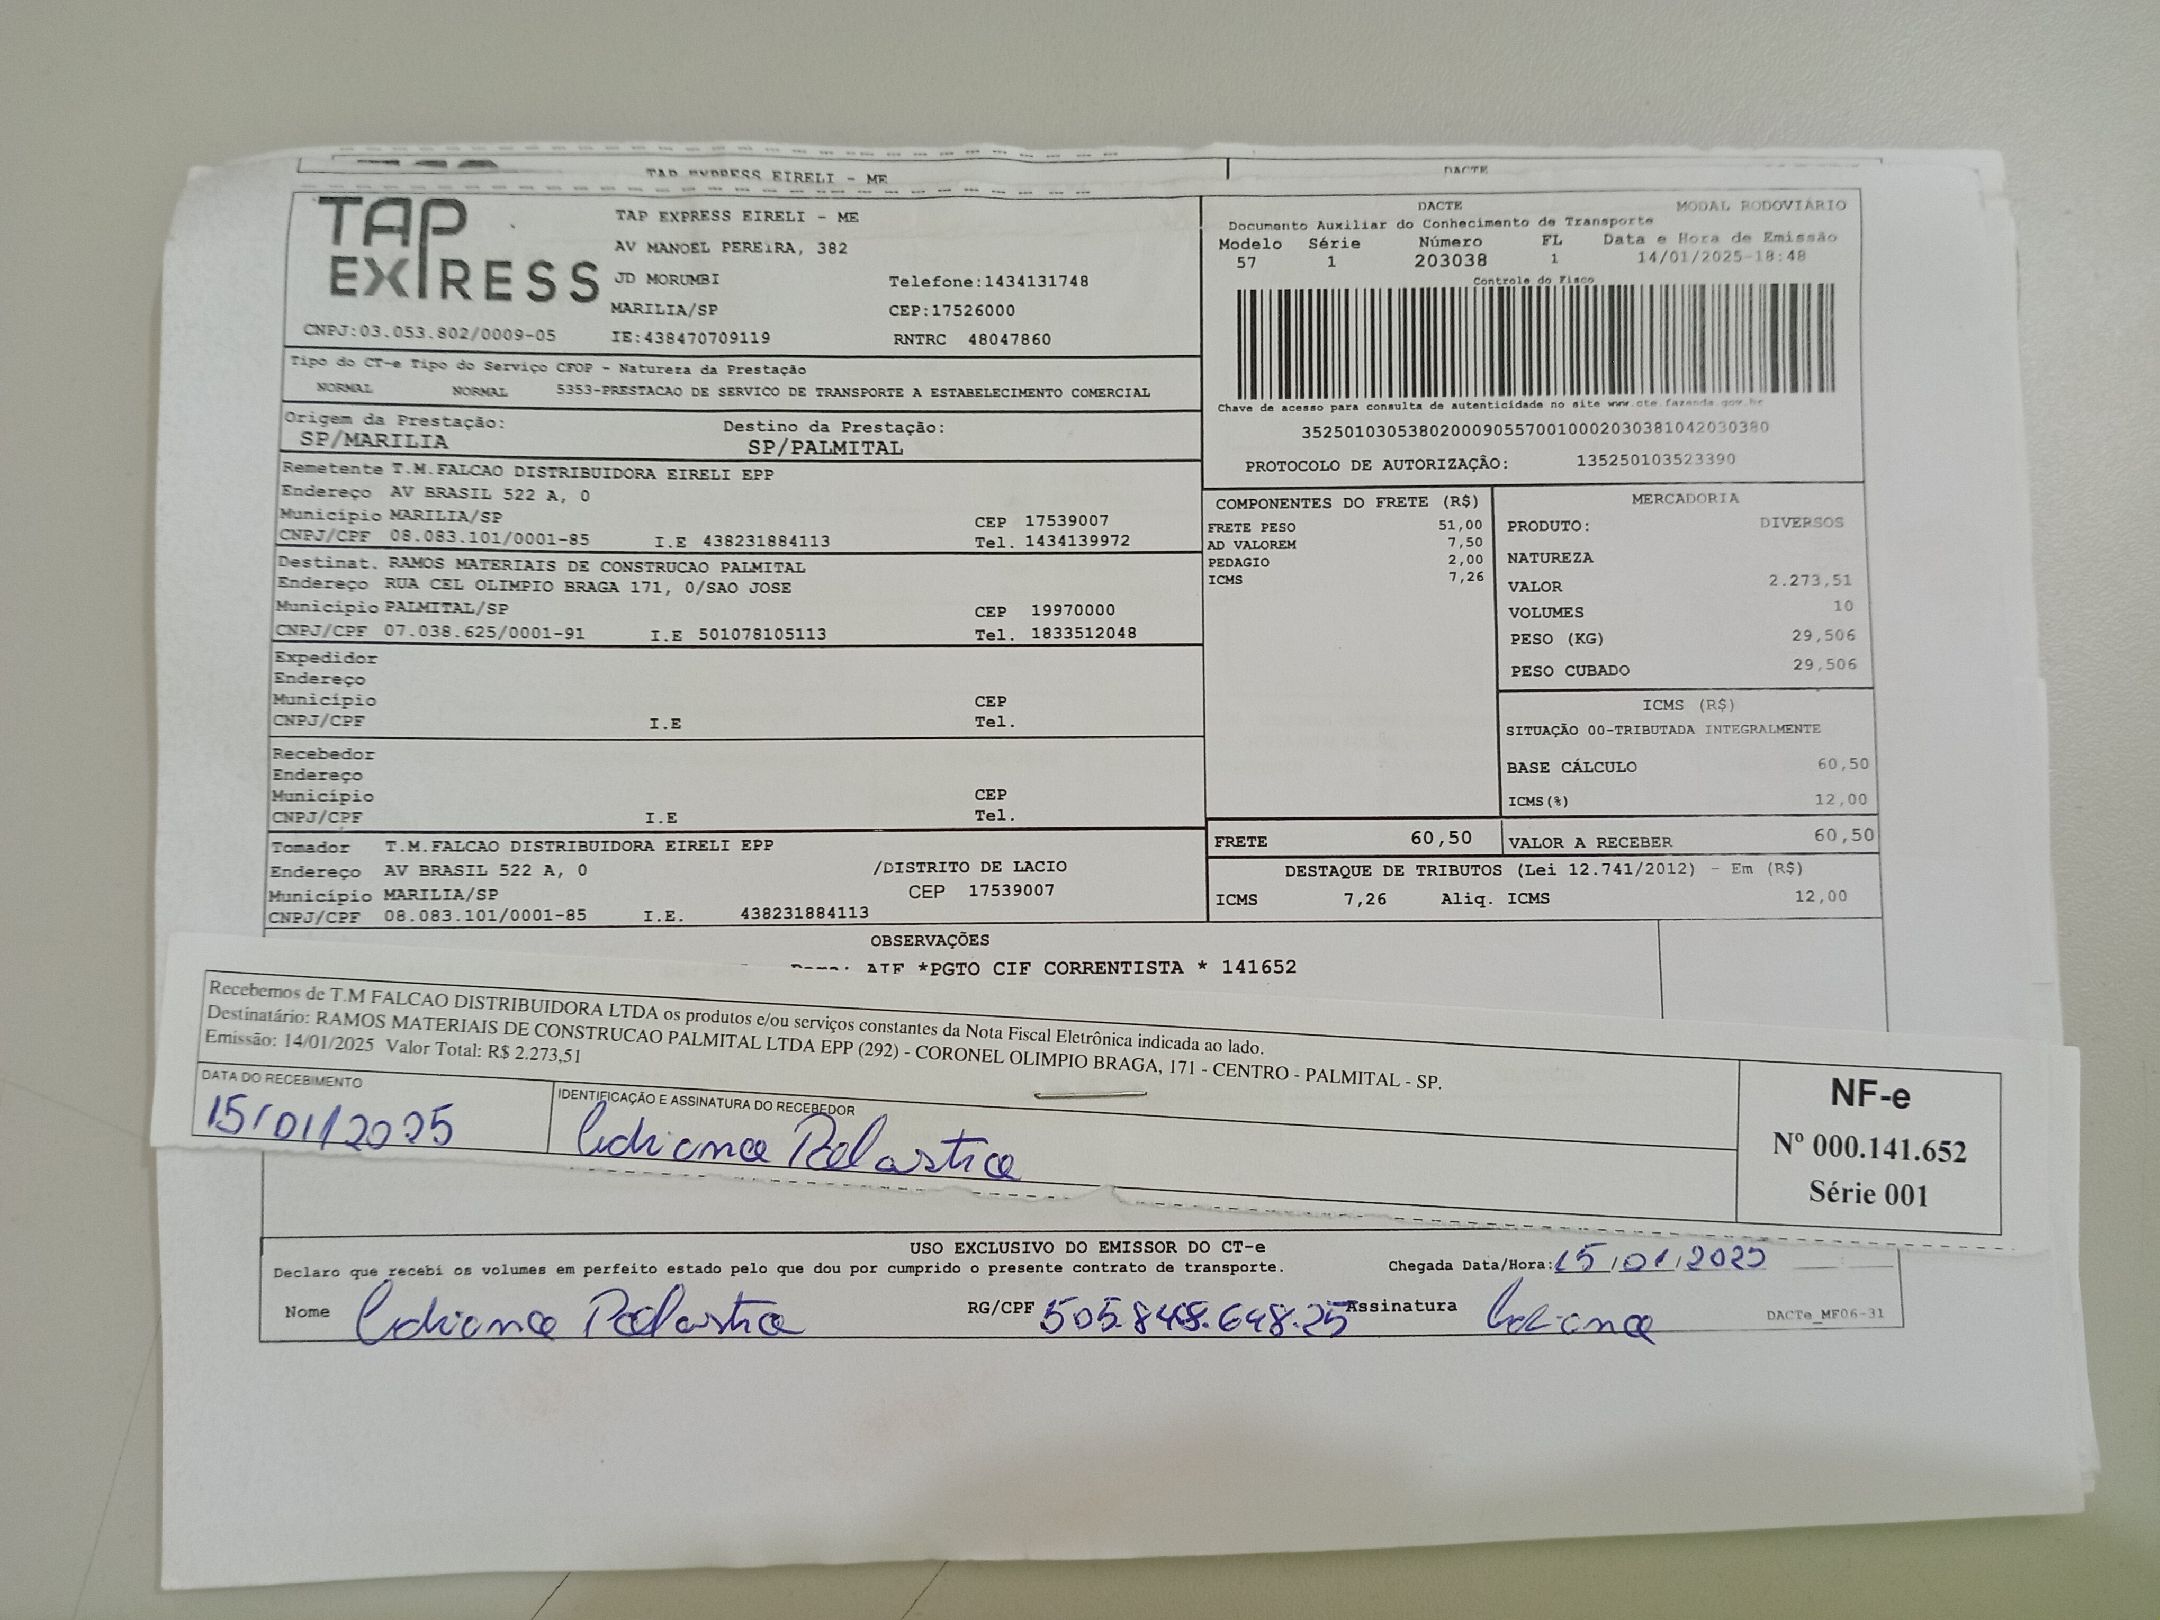 TAP EXPRESS EIRELI - ME
DACTE
TAP EXPRESS
CNPJ:03.053.802/0009-05
TAP EXPRESS EIRELI - ME
AV MANOEL PEREIRA, 382
JD MORUMBI Telefone:1434131748
MARILIA/SP CEP:17526000
IE:438470709119 RNTRC 48047860
DACTE MODAL RODOVIÁRIO
Documento Auxiliar do Conhecimento de Transporte
Modelo Série Número FL Data e Hora de Emissão
57 1 203038 1 14/01/2025-18:48
Controle do Fisco
Chave de acesso para consulta de autenticidade no site www.cte.fazenda.gov.br
35250103053802000905570010002030381042030380
PROTOCOLO DE AUTORIZAÇÃO: 135250103523390
Tipo do CT-e Tipo do Serviço CFOP - Natureza da Prestação
NORMAL NORMAL 5353-PRESTACAO DE SERVICO DE TRANSPORTE A ESTABELECIMENTO COMERCIAL
Origem da Prestação: Destino da Prestação:
SP/MARILIA SP/PALMITAL
Remetente T.M.FALCAO DISTRIBUIDORA EIRELI EPP
Endereço AV BRASIL 522 A, 0
Município MARILIA/SP CEP 17539007
CNPJ/CPF 08.083.101/0001-85 I.E 438231884113 Tel. 1434139972
Destinat. RAMOS MATERIAIS DE CONSTRUCAO PALMITAL
Endereço RUA CEL OLIMPIO BRAGA 171, 0/SAO JOSE
Município PALMITAL/SP CEP 19970000
CNPJ/CPF 07.038.625/0001-91 I.E 501078105113 Tel. 1833512048
Expedidor
Endereço
Município CEP
CNPJ/CPF I.E Tel.
Recebedor
Endereço
Município CEP
CNPJ/CPF I.E Tel.
Tomador T.M.FALCAO DISTRIBUIDORA EIRELI EPP
Endereço AV BRASIL 522 A, 0 /DISTRITO DE LACIO
Município MARILIA/SP CEP 17539007
CNPJ/CPF 08.083.101/0001-85 I.E. 438231884113
COMPONENTES DO FRETE (R$)
FRETE PESO 51,00
AD VALOREM 7,50
PEDAGIO 2,00
ICMS 7,26
MERCADORIA
PRODUTO: DIVERSOS
NATUREZA
VALOR 2.273,51
VOLUMES 10
PESO (KG) 29,506
PESO CUBADO 29,506
ICMS (R$)
SITUAÇÃO 00-TRIBUTADA INTEGRALMENTE
BASE CÁLCULO 60,50
ICMS(%) 12,00
FRETE 60,50 VALOR A RECEBER 60,50
DESTAQUE DE TRIBUTOS (Lei 12.741/2012) - Em (R$)
ICMS 7,26 Aliq. ICMS 12,00
OBSERVAÇÕES
ATF *PGTO CIF CORRENTISTA * 141652
Recebemos de T.M FALCAO DISTRIBUIDORA LTDA os produtos e/ou serviços constantes da Nota Fiscal Eletrônica indicada ao lado.
Destinatário: RAMOS MATERIAIS DE CONSTRUCAO PALMITAL LTDA EPP (292) - CORONEL OLIMPIO BRAGA, 171 - CENTRO - PALMITAL - SP.
Emissão: 14/01/2025 Valor Total: R$ 2.273,51
DATA DO RECEBIMENTO
15/01/2025
IDENTIFICAÇÃO E ASSINATURA DO RECEBEDOR
NF-e
Nº 000.141.652
Série 001
USO EXCLUSIVO DO EMISSOR DO CT-e
Declaro que recebi os volumes em perfeito estado pelo que dou por cumprido o presente contrato de transporte. Chegada Data/Hora: 15/01/2025
Nome RG/CPF 505.848.648.25 Assinatura DACTe_MF06-31